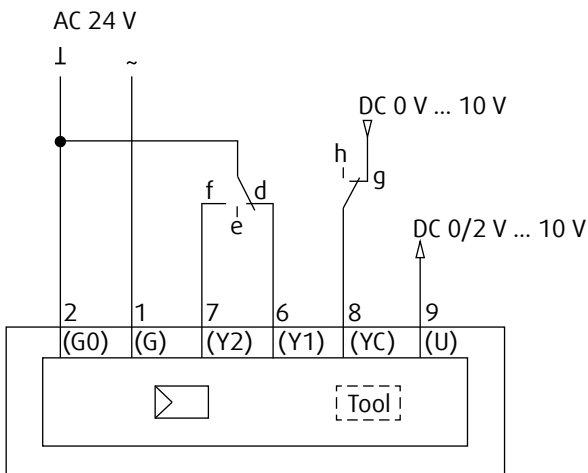 AC 24 V
⊥ ~
DC 0 V ... 10 V
h
g
f d
e
DC 0/2 V ... 10 V
2 1 7 6 8 9
(G0) (G) (Y2) (Y1) (YC) (U)
Tool